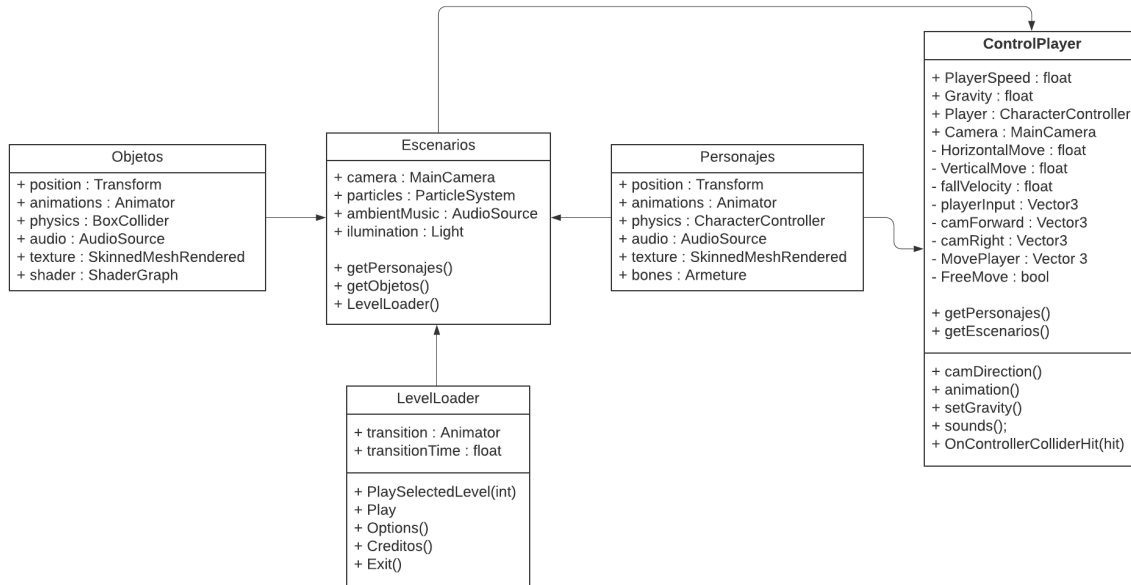 Objetos
+ position : Transform
+ animations : Animator
+ physics : BoxCollider
+ audio : AudioSource
+ texture : SkinnedMeshRendered
+ shader : ShaderGraph
Escenarios
+ camera : MainCamera
+ particles : ParticleSystem
+ ambientMusic : AudioSource
+ ilumination : Light
+ getPersonajes()
+ getObjetos()
+ LevelLoader()
LevelLoader
+ transition : Animator
+ transitionTime : float
+ PlaySelectedLevel(int)
+ Play
+ Options()
+ Creditos()
+ Exit()
Personajes
+ position : Transform
+ animations : Animator
+ physics : CharacterController
+ audio : AudioSource
+ texture : SkinnedMeshRendered
+ bones : Armeture
ControlPlayer
+ PlayerSpeed : float
+ Gravity : float
+ Player : CharacterController
+ Camera : MainCamera
- HorizontalMove : float
- VerticalMove : float
- fallVelocity : float
- playerInput : Vector3
- camForward : Vector3
- camRight : Vector3
- MovePlayer : Vector 3
- FreeMove : bool
+ getPersonajes()
+ getEscenarios()
+ camDirection()
+ animation()
+ setGravity()
+ sounds();
+ OnControllerColliderHit(hit)